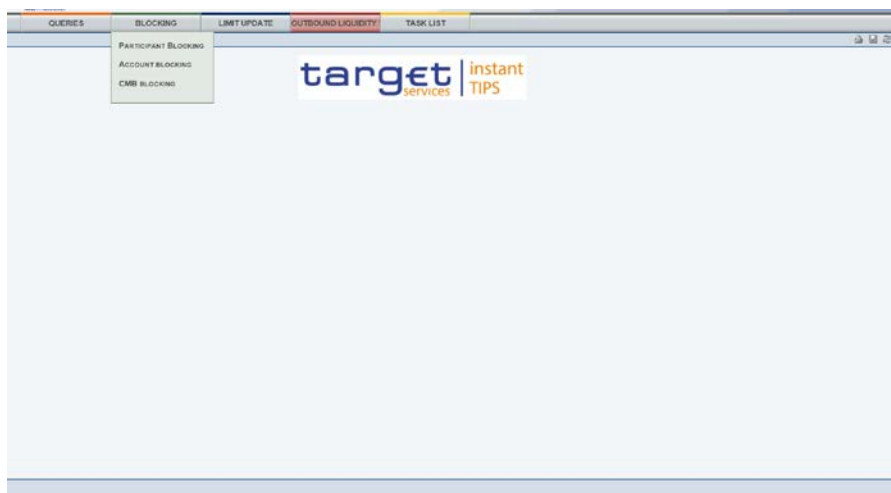 QUERIES BLOCKING LIMIT UPDATE OUTBOUND LIQUIDITY TASK LIST
PARTICIPANT BLOCKING
ACCOUNT BLOCKING
CMB BLOCKING
target services instant TIPS